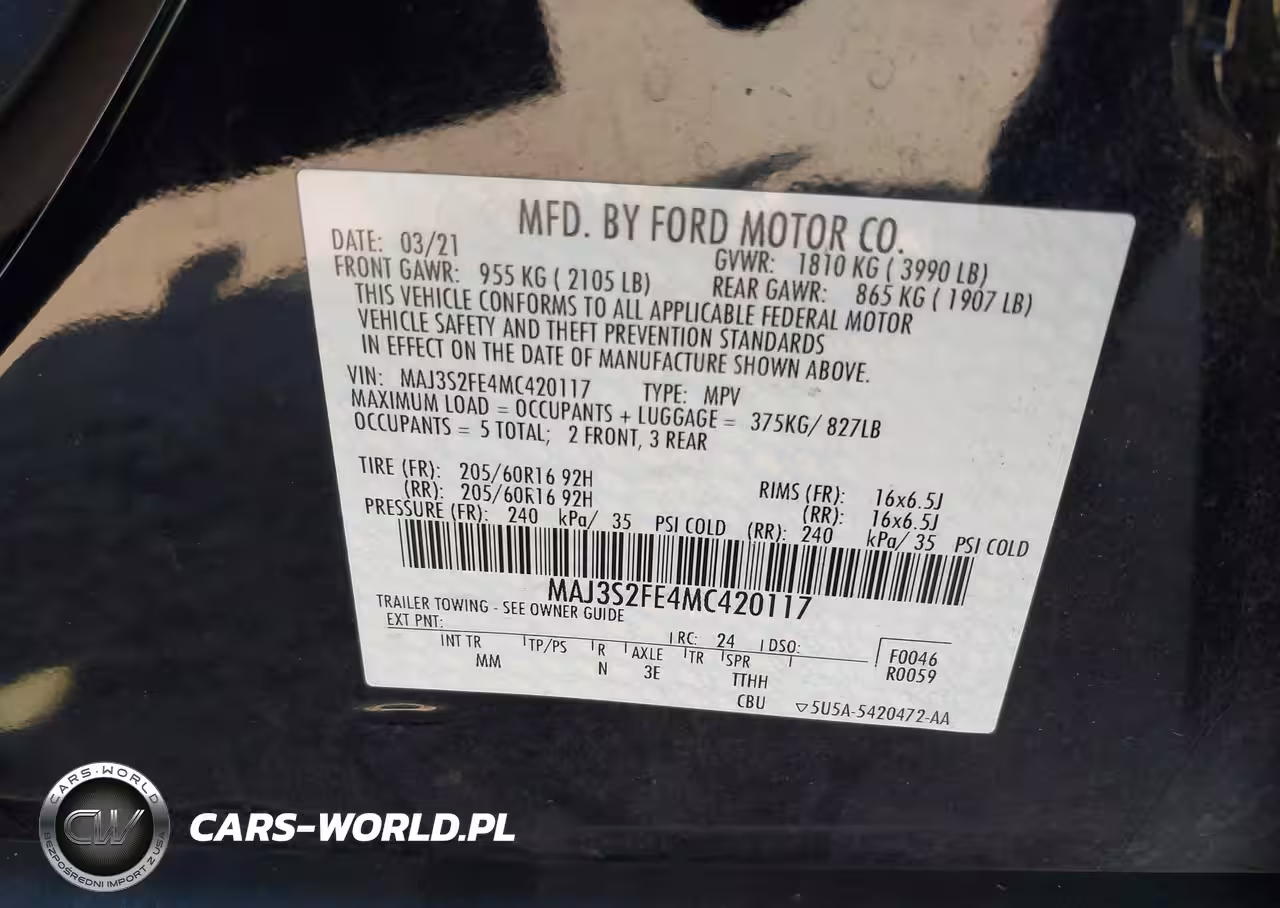 MFD. BY FORD MOTOR CO.
DATE: 03/21 GVWR: 1810 KG ( 3990 LB)
FRONT GAWR: 955 KG ( 2105 LB) REAR GAWR: 865 KG ( 1907 LB)
THIS VEHICLE CONFORMS TO ALL APPLICABLE FEDERAL MOTOR
VEHICLE SAFETY AND THEFT PREVENTION STANDARDS
IN EFFECT ON THE DATE OF MANUFACTURE SHOWN ABOVE.
VIN: MAJ3S2FE4MC420117 TYPE: MPV
MAXIMUM LOAD = OCCUPANTS + LUGGAGE = 375KG/ 827LB
OCCUPANTS = 5 TOTAL; 2 FRONT, 3 REAR
TIRE (FR): 205/60R16 92H RIMS (FR): 16x6.5J
(RR): 205/60R16 92H (RR): 16x6.5J
PRESSURE (FR): 240 kPa/ 35 PSI COLD (RR): 240 kPa/ 35 PSI COLD
MAJ3S2FE4MC420117
TRAILER TOWING - SEE OWNER GUIDE
EXT PNT: RC: 24 DSO:
INT TR TP/PS R AXLE TR SPR F0046
MM N 3E TTHH R0059
CBU ▽5U5A-5420472-AA
CARS-WORLD
CW
BEZPOŚREDNI IMPORT Z USA
CARS-WORLD.PL